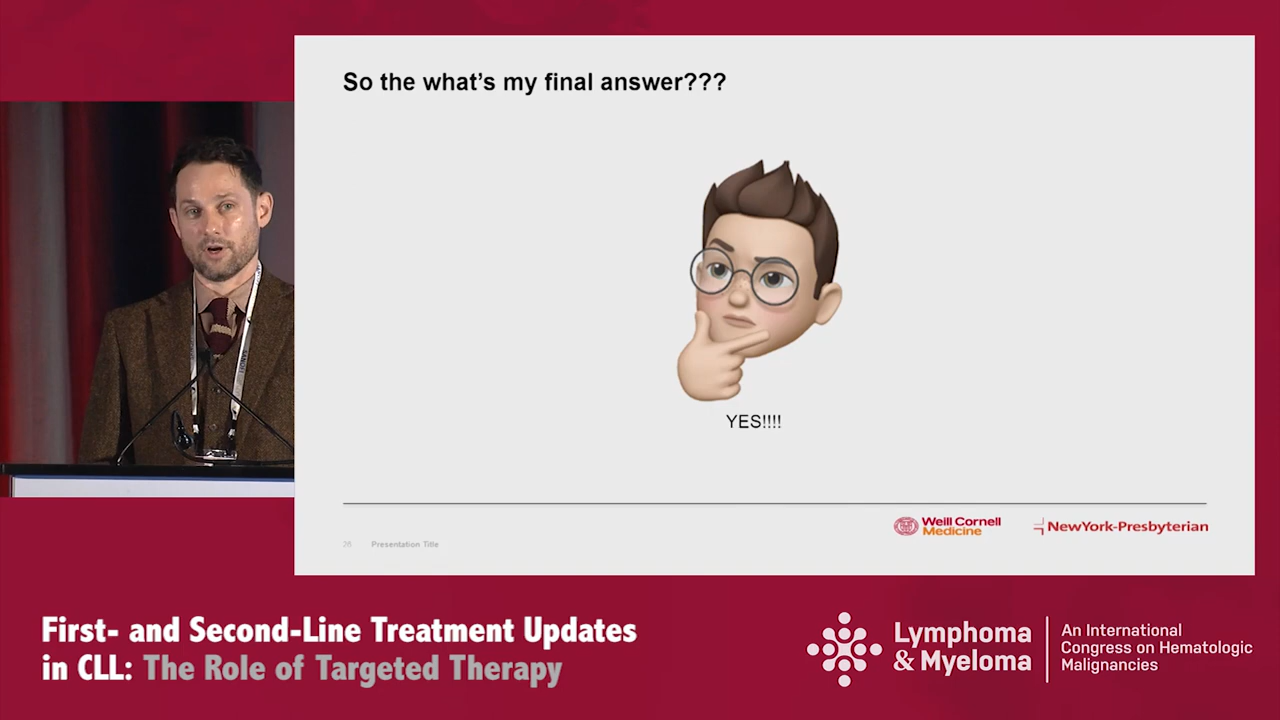 So the what's my final answer???
YES!!!!
Weill Cornell
Medicine
NewYork-Presbyterian
26 Presentation Title
First- and Second-Line Treatment Updates
in CLL: The Role of Targeted Therapy
Lymphoma
& Myeloma
An International
Congress on Hematologic
Malignancies